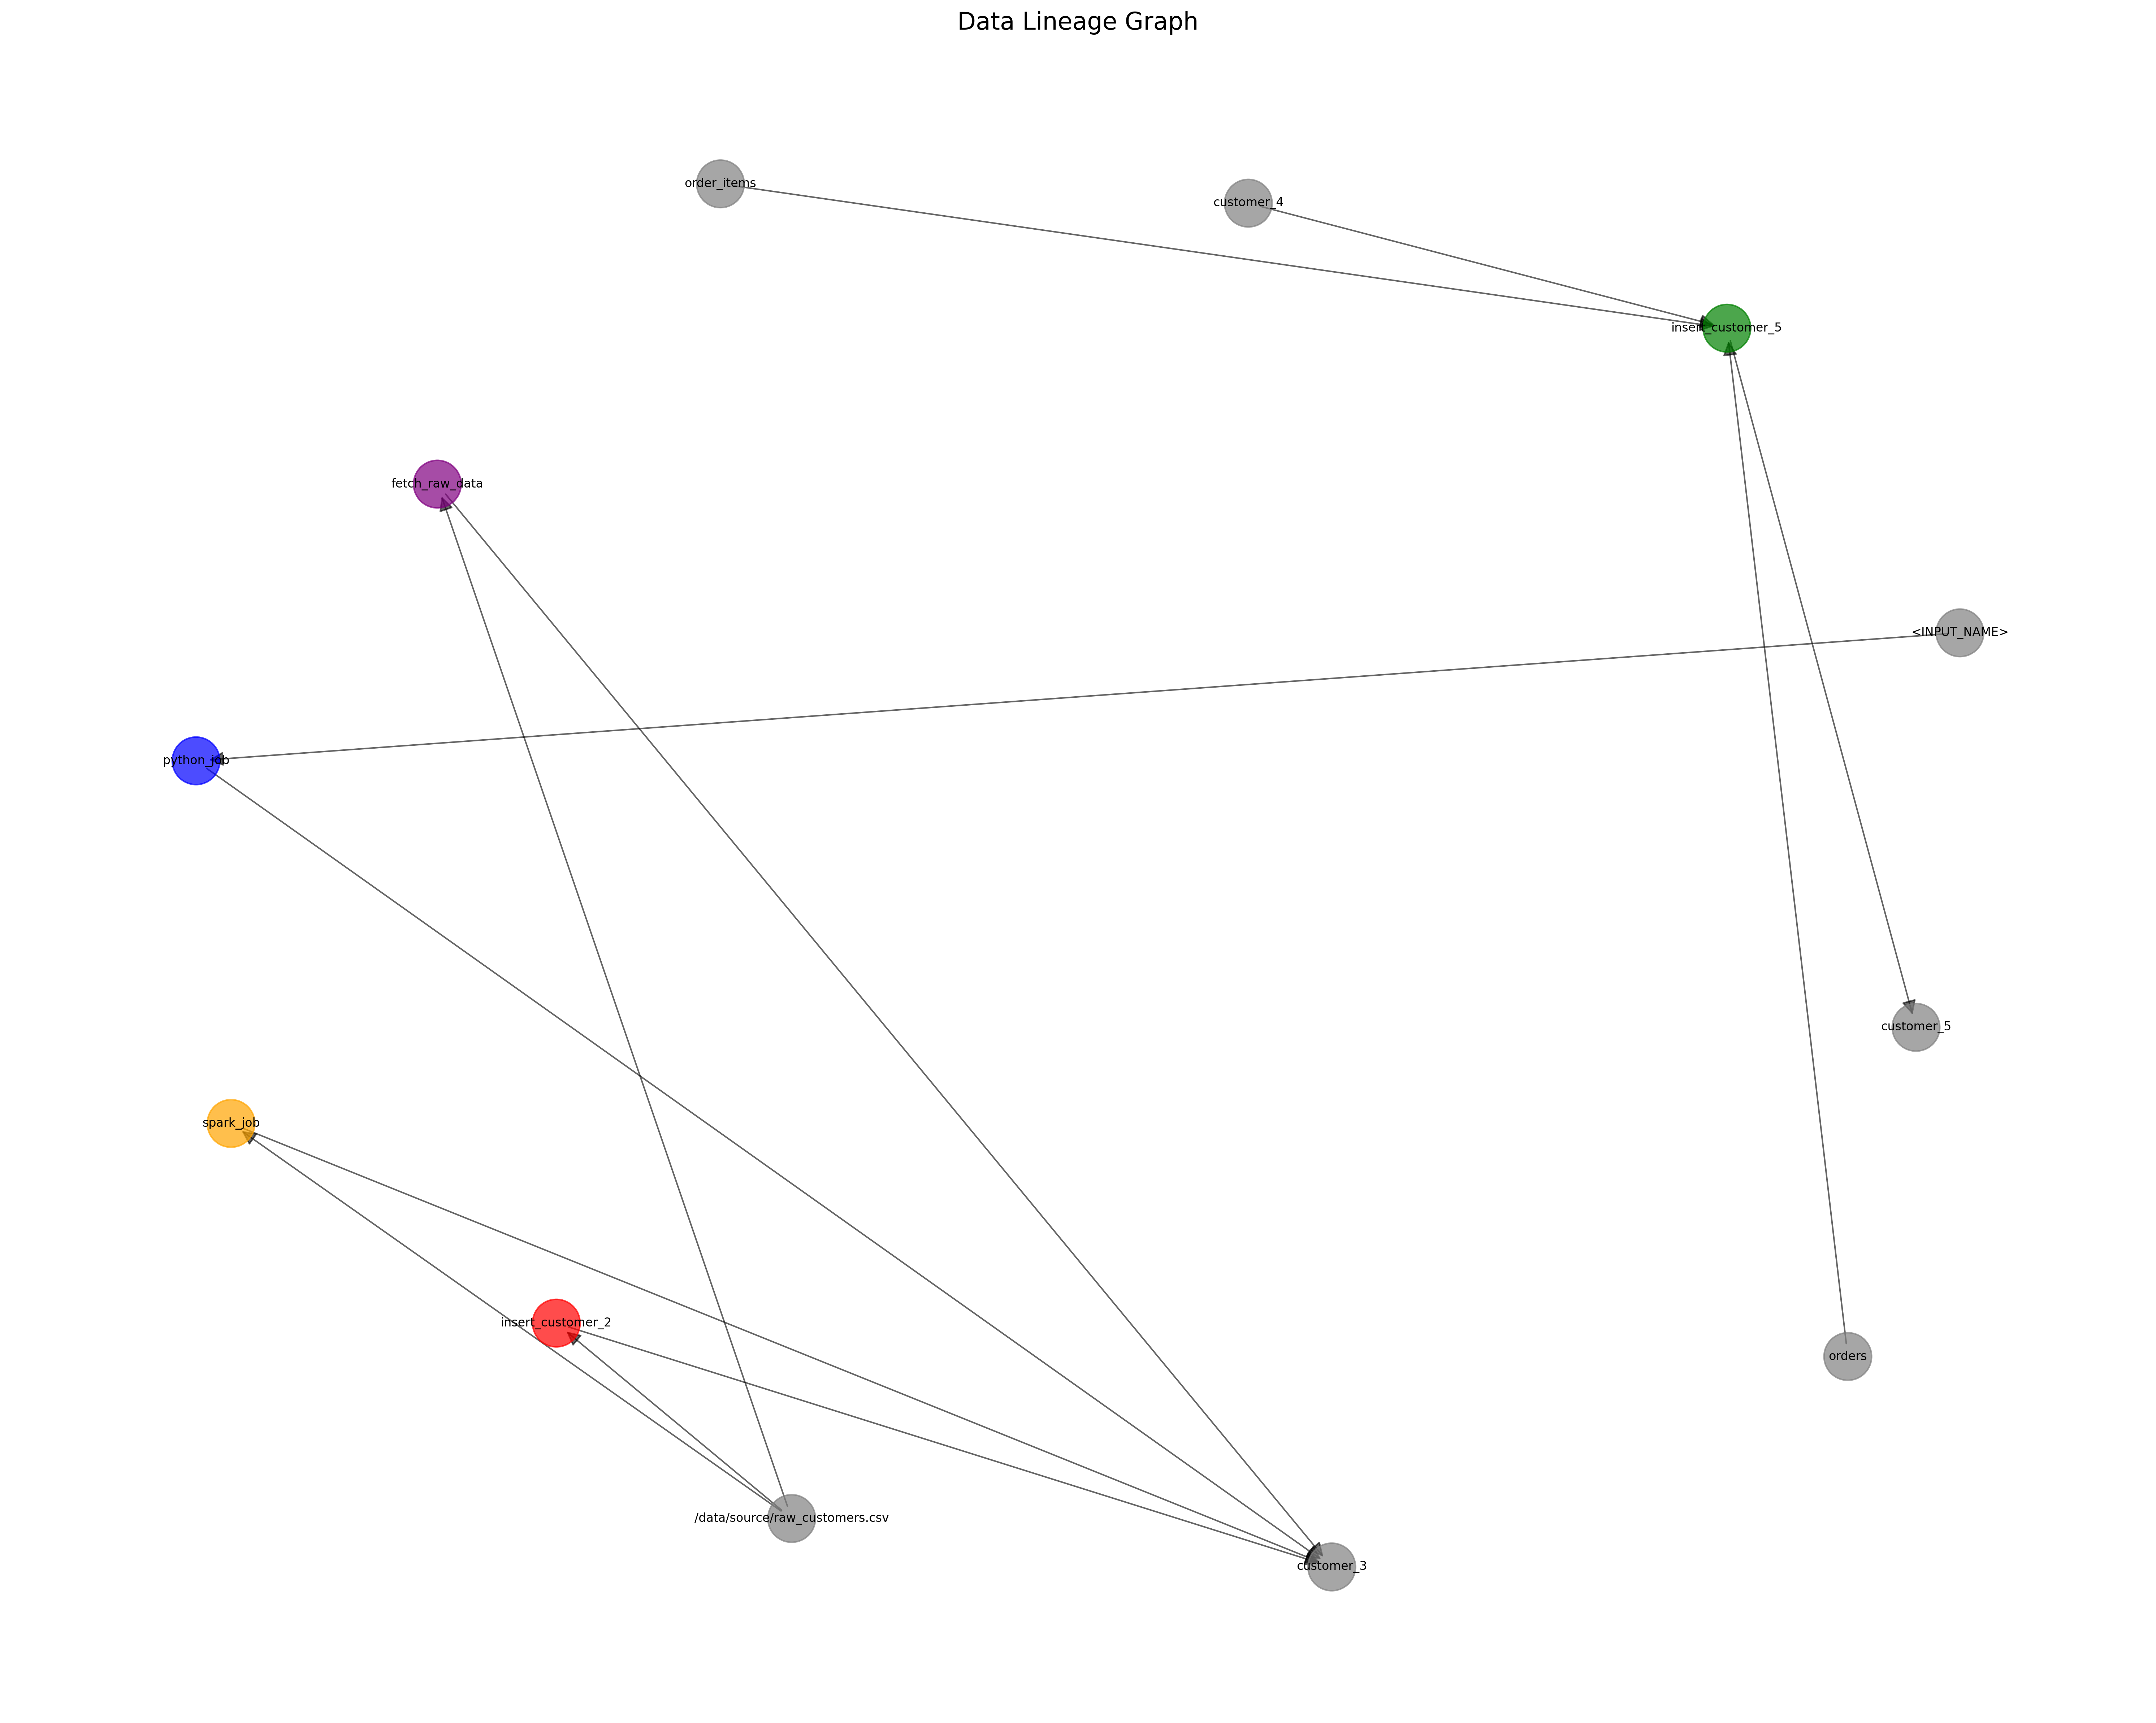 Data Lineage Graph
order_items
customer_4
insert_customer_5
fetch_raw_data
<INPUT_NAME>
python_job
customer_5
spark_job
insert_customer_2
orders
/data/source/raw_customers.csv
customer_3